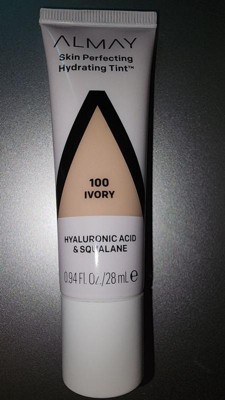 ALMAY
Skin Perfecting
Hydrating Tint™
100
IVORY
HYALURONIC ACID
& SQUALANE
0.94 Fl. Oz./28 mL ℮